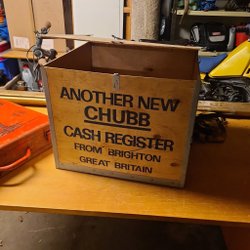 ANOTHER NEW
CHUBB
CASH REGISTER
FROM BRIGHTON
GREAT BRITAIN